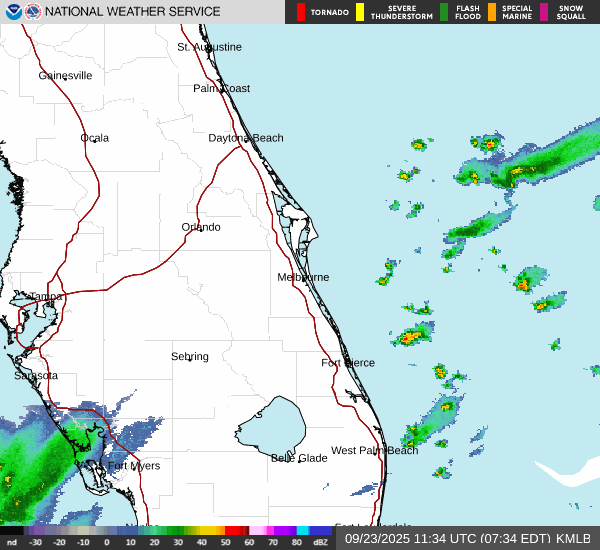 NATIONAL WEATHER SERVICE
TORNADO
SEVERE
THUNDERSTORM
FLASH
FLOOD
SPECIAL
MARINE
SNOW
SQUALL
St. Augustine
Gainesville
Palm Coast
Ocala
Daytona Beach
Orlando
Melbourne
Tampa
Sebring
Fort Pierce
Sarasota
West Palm Beach
Belle Glade
Fort Myers
nd -30 -20 -10 0 10 20 30 40 50 60 70 80 dBZ
09/23/2025 11:34 UTC (07:34 EDT) KMLB